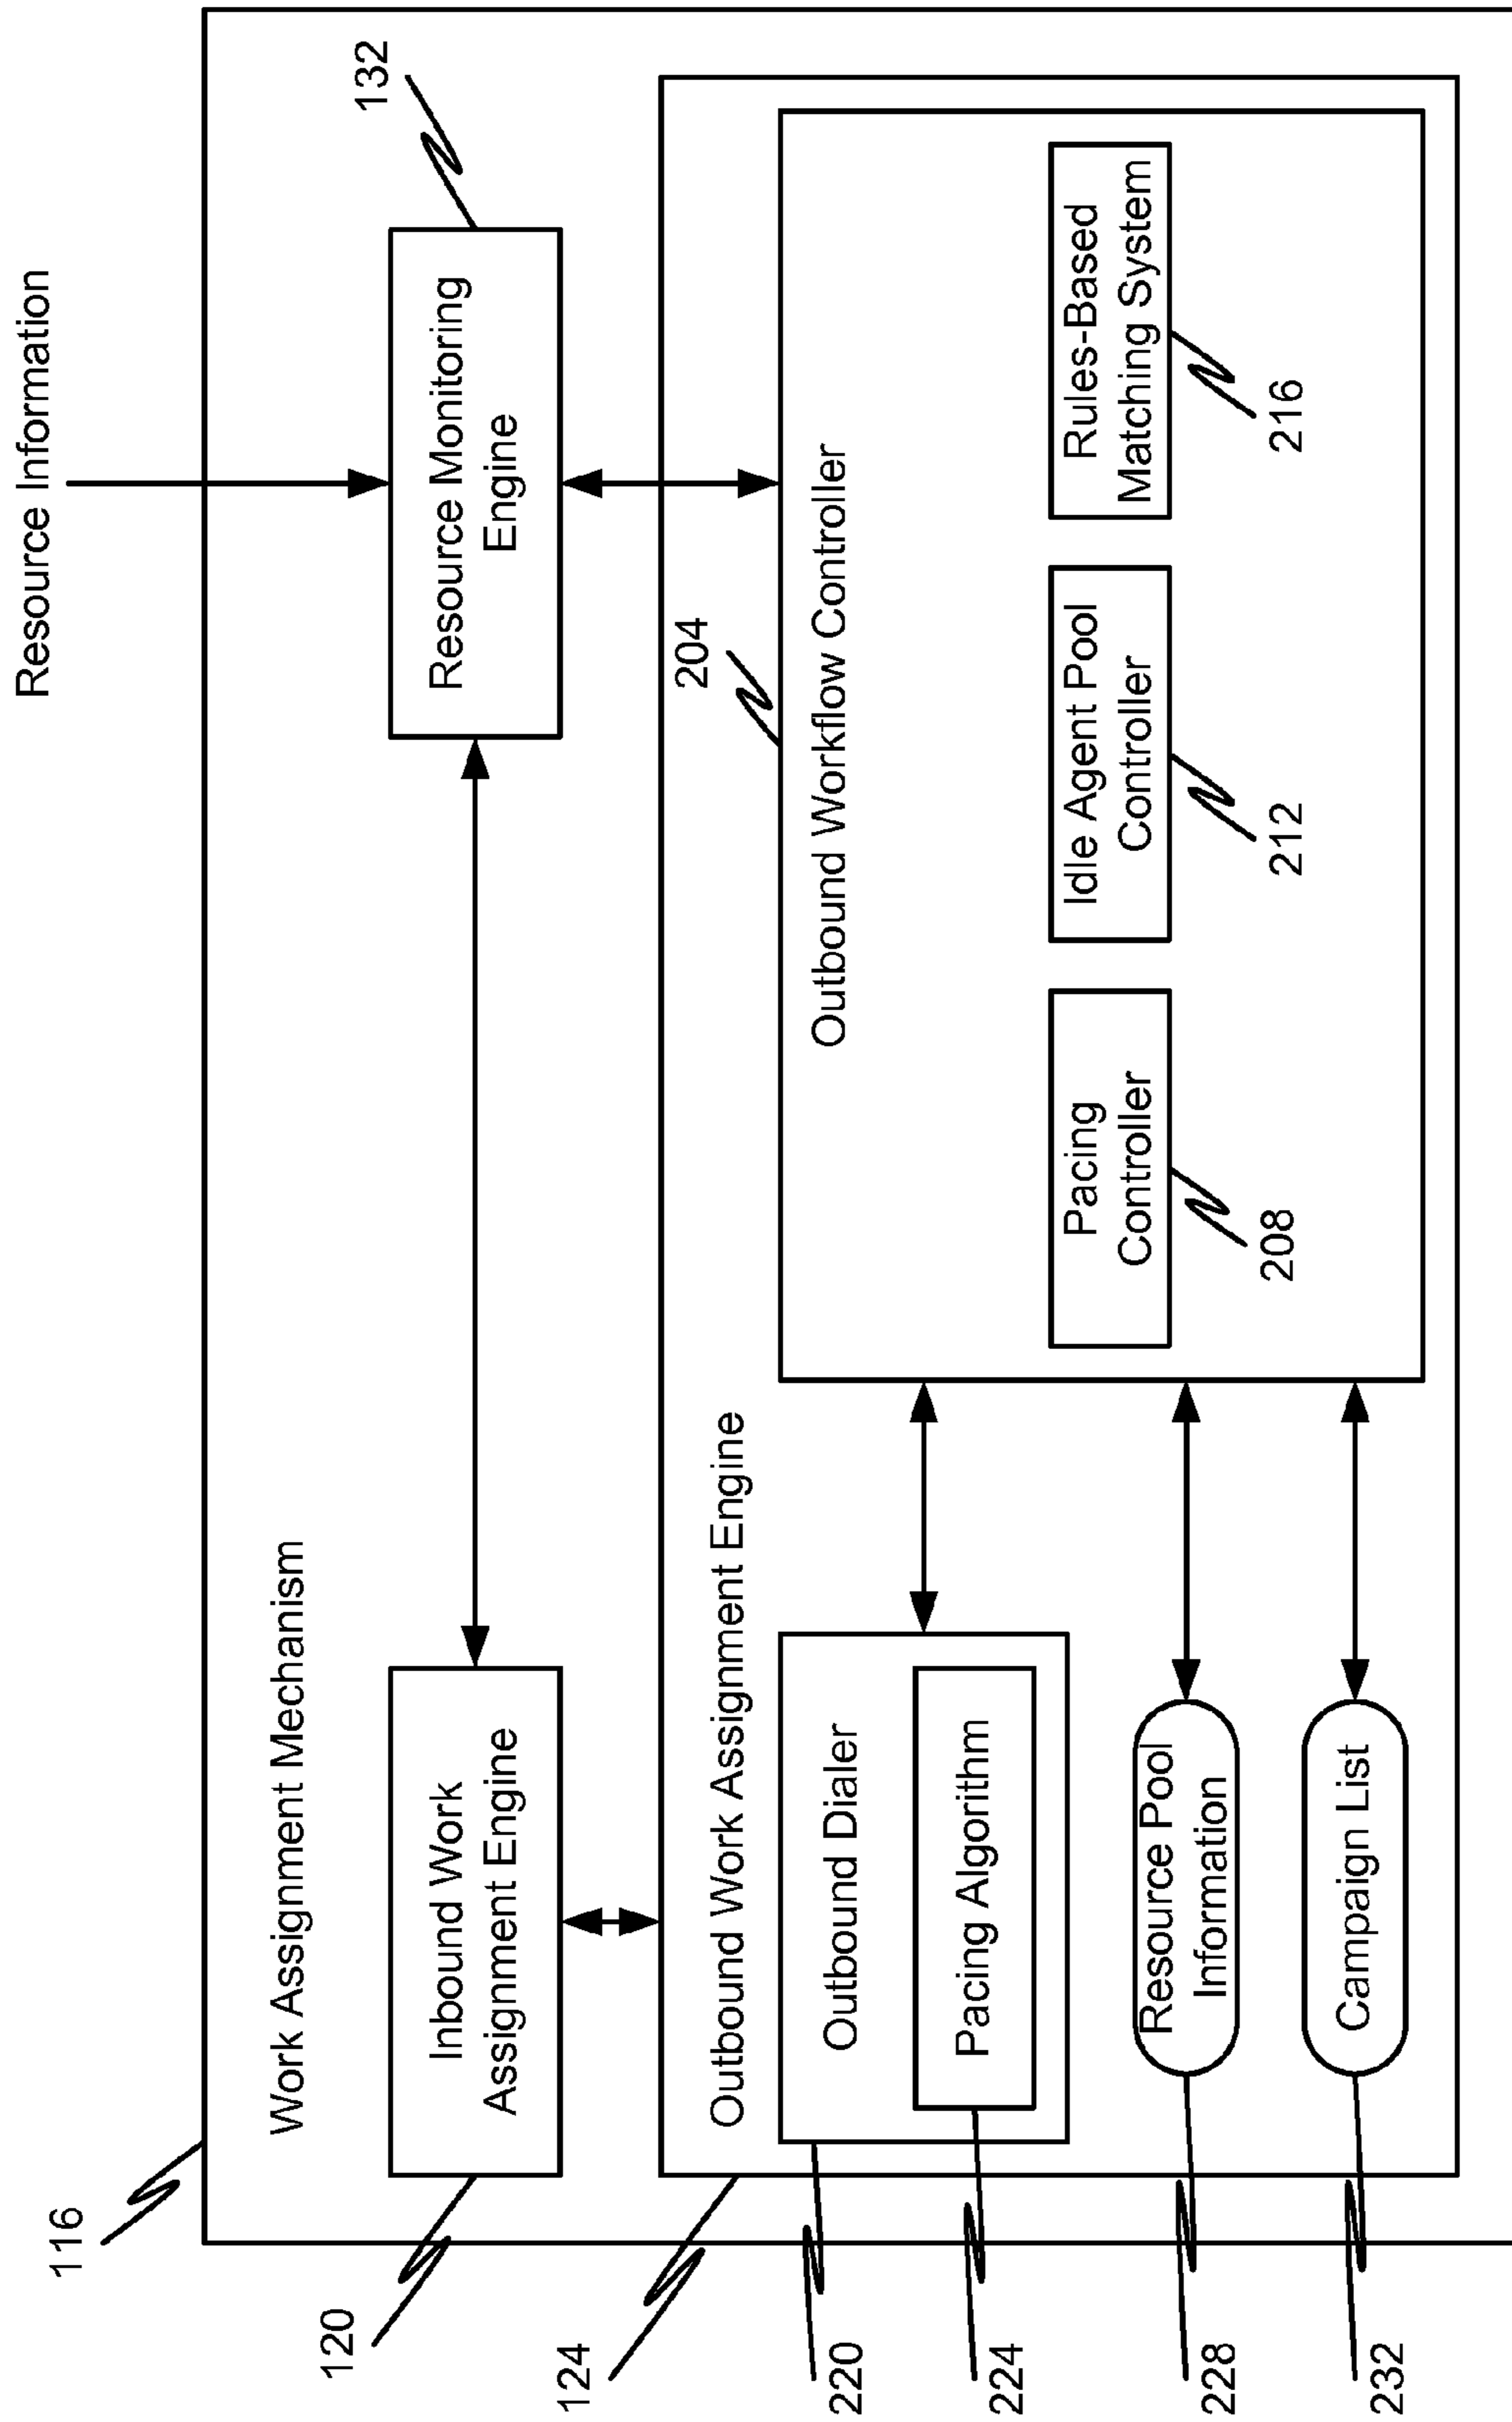 Resource Information
116
Work Assignment Mechanism
132
120
Inbound Work
Assignment Engine
Resource Monitoring
Engine
124
Outbound Work Assignment Engine
204
220
Outbound Dialer
Outbound Workflow Controller
224
Pacing Algorithm
228
Resource Pool
Information
232
Campaign List
Pacing
Controller
208
Idle Agent Pool
Controller
212
Rules-Based
Matching System
216